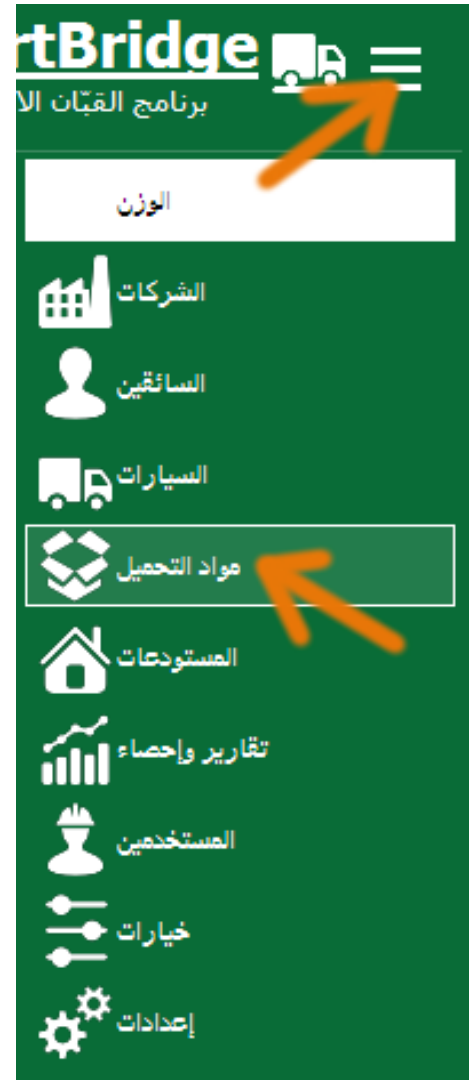 rtBridge
برنامج القبّان الا
الوزن
الشركات
السائقين
السيارات
مواد التحميل
المستودعات
تقارير وإحصاء
المستخدمين
خيارات
إعدادات